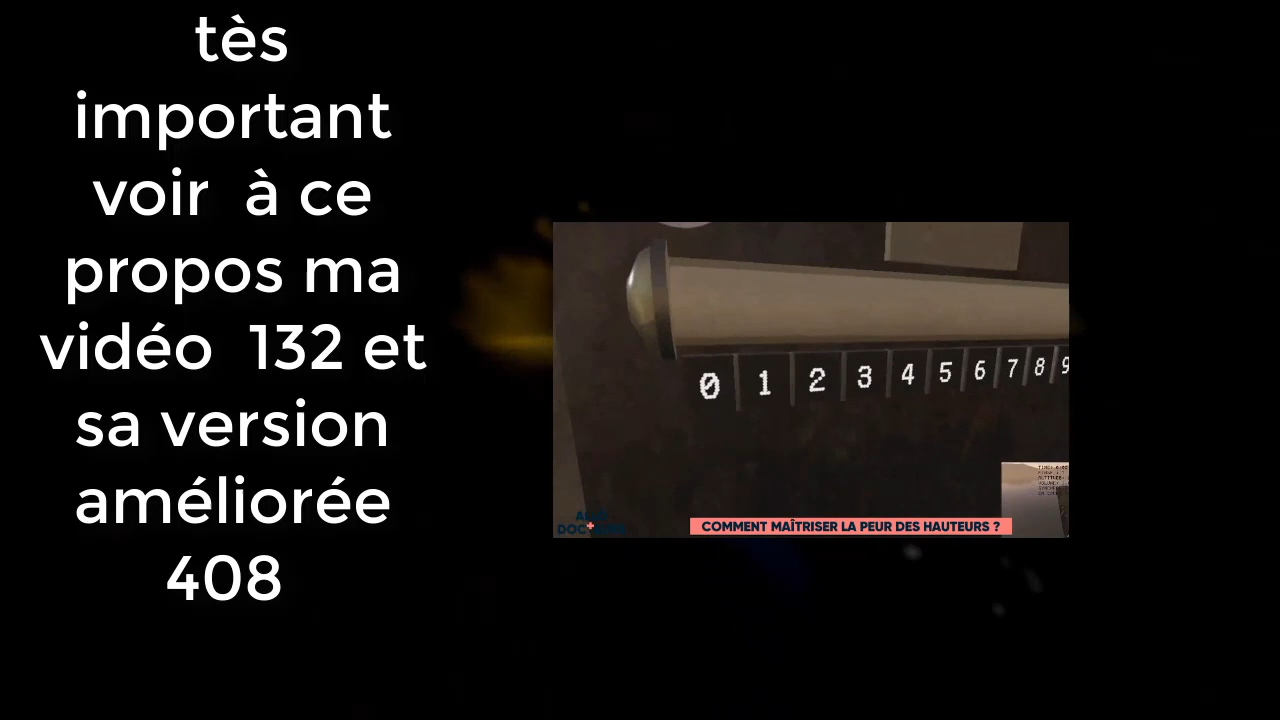 tès
important
voir  à ce
propos ma
vidéo  132 et
sa version
améliorée
408
0 1 2 3 4 5 6 7 8 9
COMMENT MAÎTRISER LA PEUR DES HAUTEURS ?